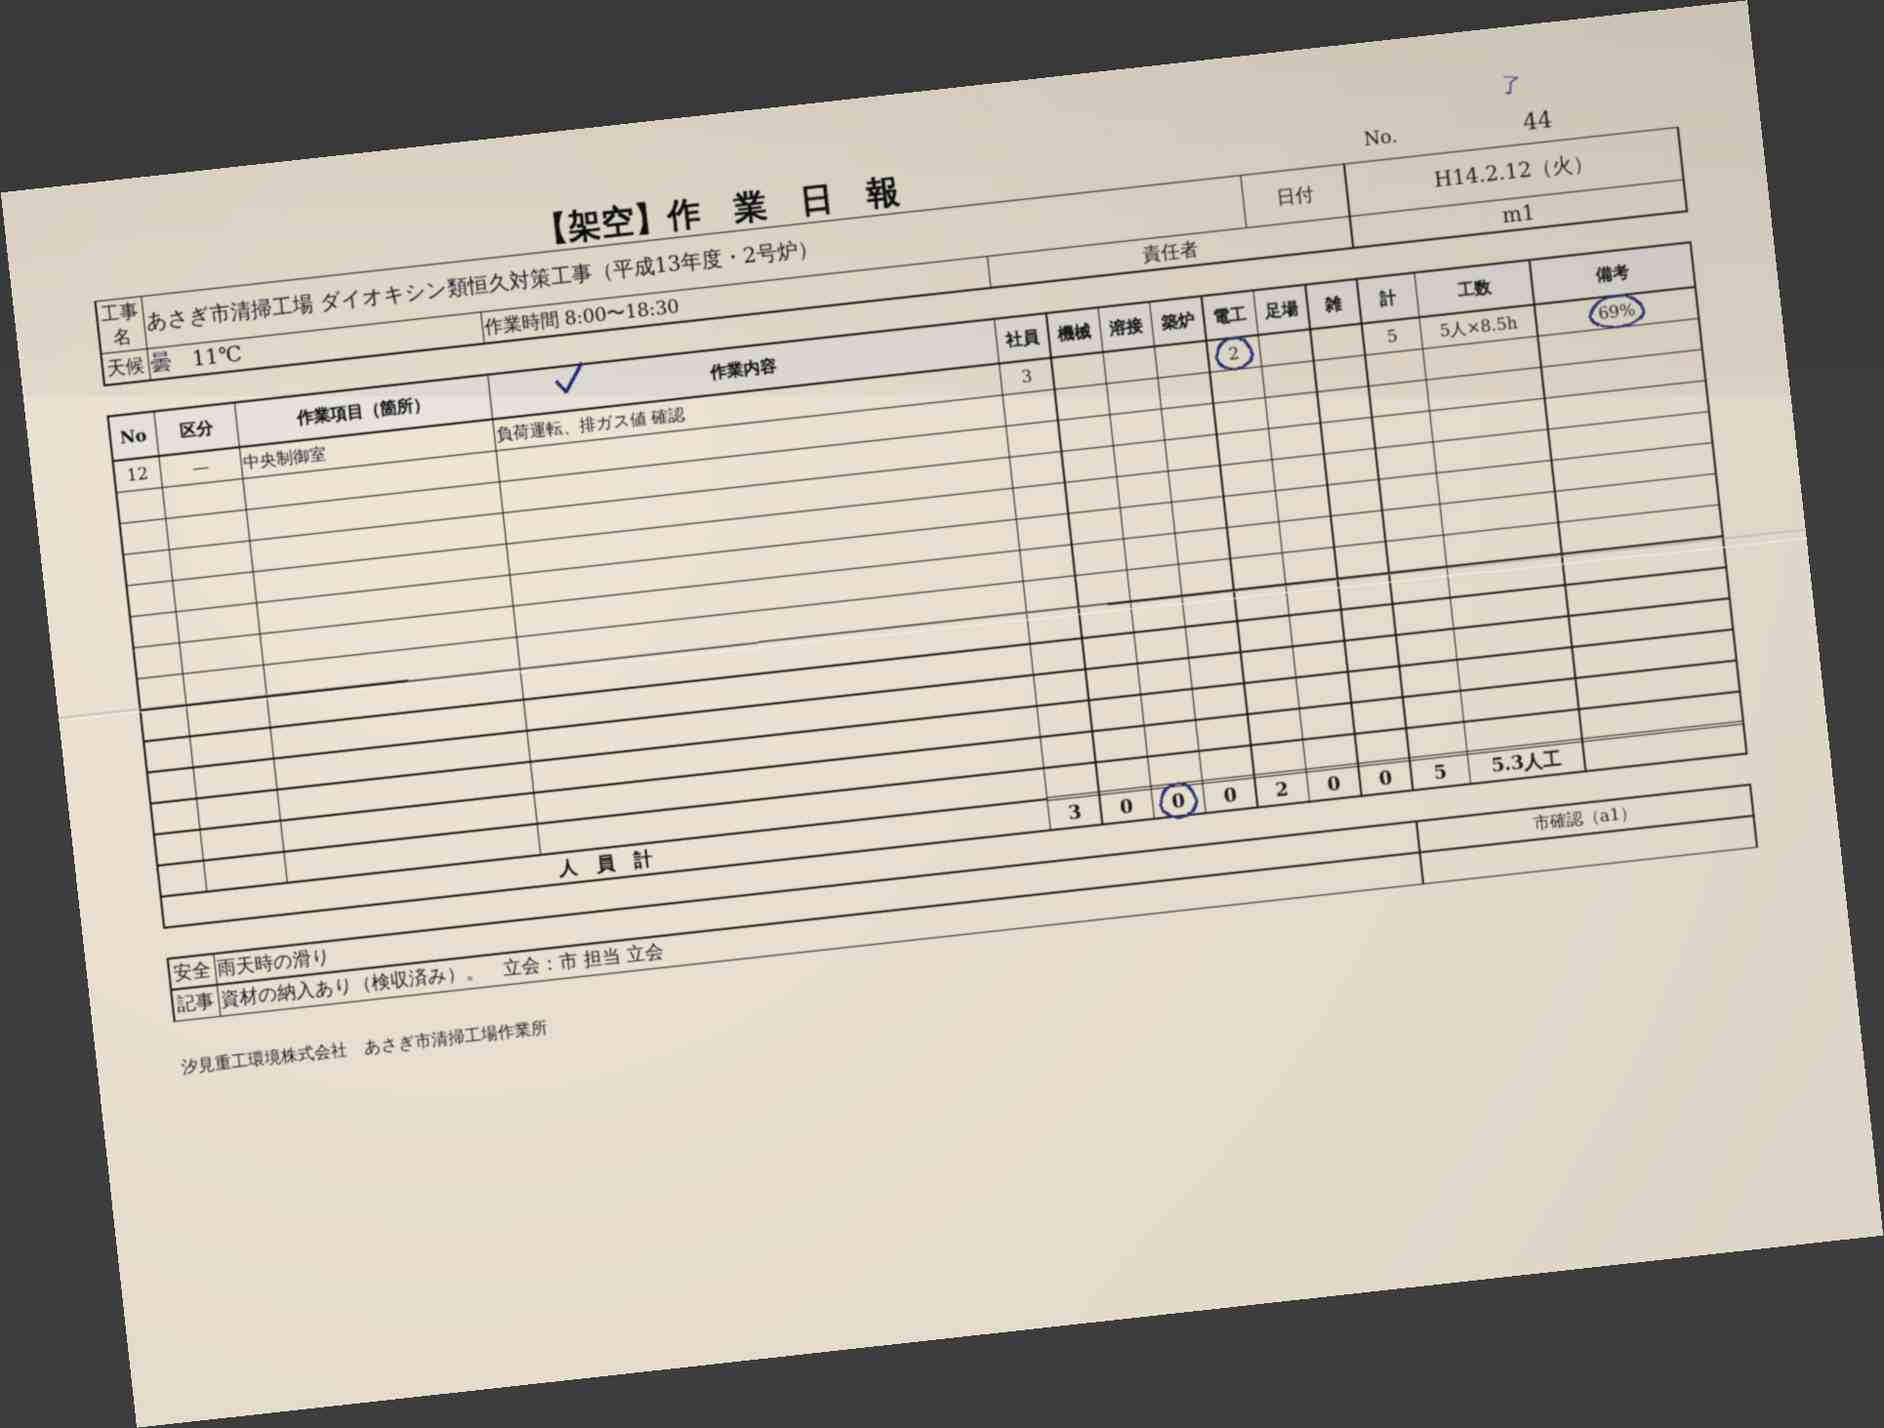 了
No. 44
【架空】作 業 日 報
工事名 あさぎ市清掃工場 ダイオキシン類恒久対策工事（平成13年度・2号炉） 日付 H14.2.12（火）
天候 曇 11℃ 作業時間 8:00〜18:30 責任者 m1
No 区分 作業項目（箇所） 作業内容 社員 機械 溶接 築炉 電工 足場 雑 計 工数 備考
12 — 中央制御室 負荷運転、排ガス値 確認 3 2 5 5人×8.5h 69%
人 員 計 3 0 0 0 2 0 0 5 5.3人工
安全 雨天時の滑り 市確認（a1）
記事 資材の納入あり（検収済み）。 立会：市 担当 立会
汐見重工環境株式会社 あさぎ市清掃工場作業所